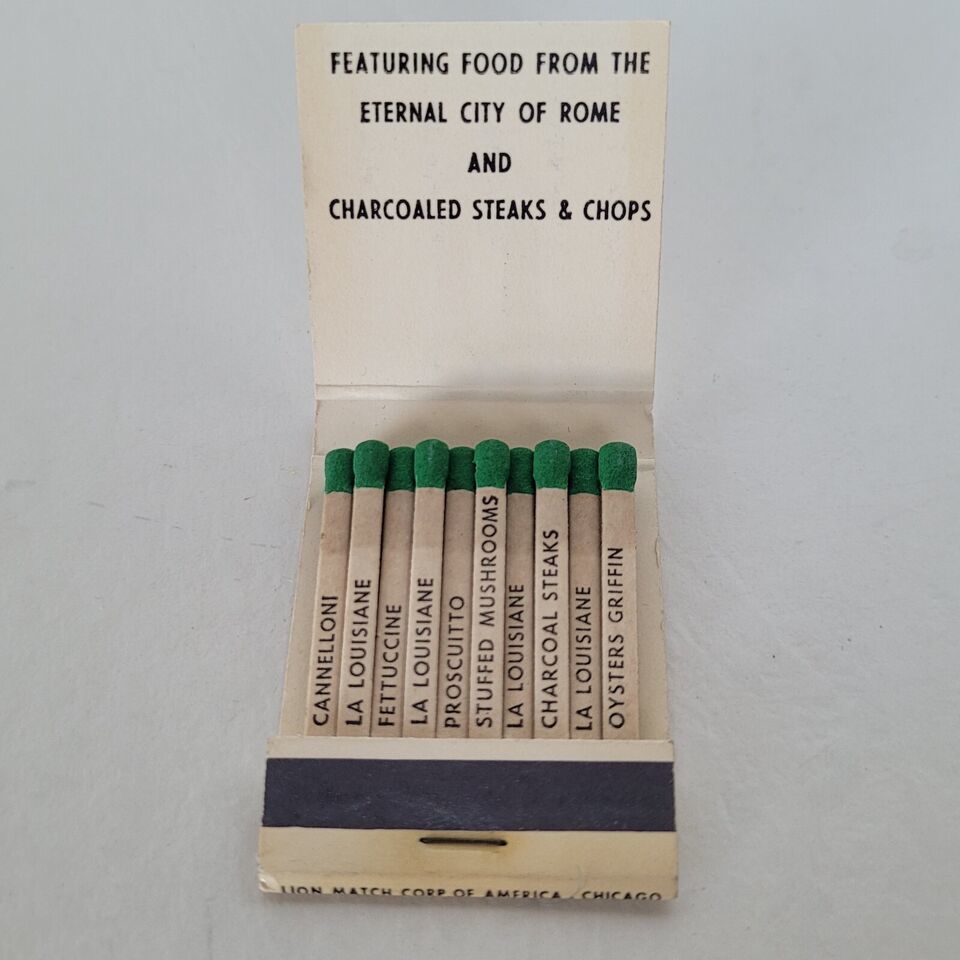 FEATURING FOOD FROM THE
ETERNAL CITY OF ROME
AND
CHARCOALED STEAKS & CHOPS
CANNELLONI
LA LOUISIANE
FETTUCCINE
LA LOUISIANE
PROSCUITTO
STUFFED MUSHROOMS
LA LOUISIANE
CHARCOAL STEAKS
LA LOUISIANE
OYSTERS GRIFFIN
LION MATCH CORP OF AMERICA - CHICAGO